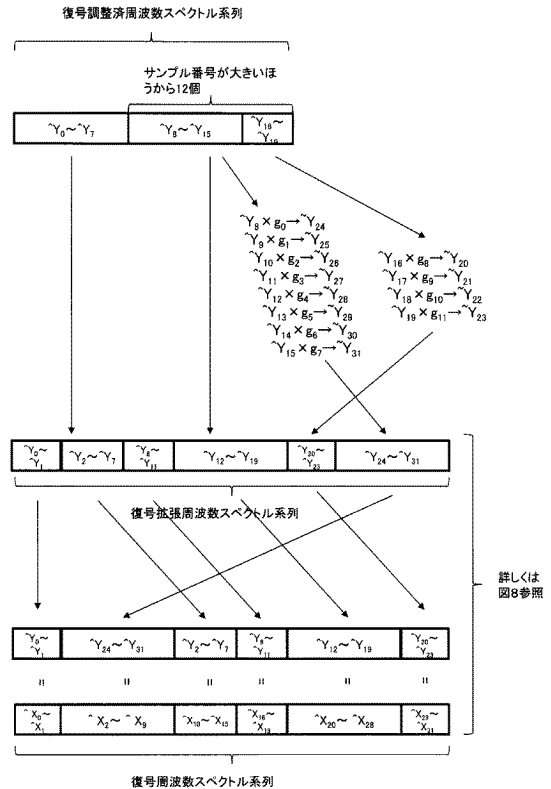 復号調整済周波数スペクトル系列
サンプル番号が大きいほ
うから12個
^Y₀～^Y₇
^Y₈～^Y₁₅
^Y₁₆～
^Y₁₉
^Y₈×g₀→~Y₂₄
^Y₉×g₁→~Y₂₅
^Y₁₀×g₂→~Y₂₆
^Y₁₁×g₃→~Y₂₇
^Y₁₂×g₄→~Y₂₈
^Y₁₃×g₅→~Y₂₉
^Y₁₄×g₆→~Y₃₀
^Y₁₅×g₇→~Y₃₁
^Y₁₆×g₈→~Y₂₀
^Y₁₇×g₉→~Y₂₁
^Y₁₈×g₁₀→~Y₂₂
^Y₁₉×g₁₁→~Y₂₃
^Y₀～
^Y₁
^Y₂～^Y₇
^Y₈～
^Y₁₁
^Y₁₂～^Y₁₉
^Y₂₀～
^Y₂₃
^Y₂₄～^Y₃₁
復号拡張周波数スペクトル系列
詳しくは
図8参照
^Y₀～
^Y₁
^Y₂₄～^Y₃₁
^Y₂～^Y₇
^Y₈～
^Y₁₁
^Y₁₂～^Y₁₉
^Y₂₀～
^Y₂₃
= = = = = =
^X₀～
^X₁
^X₂～^X₉
^X₁₀～^X₁₅
^X₁₆～
^X₁₉
^X₂₀～^X₂₈
^X₂₉～
^X₃₁
復号周波数スペクトル系列